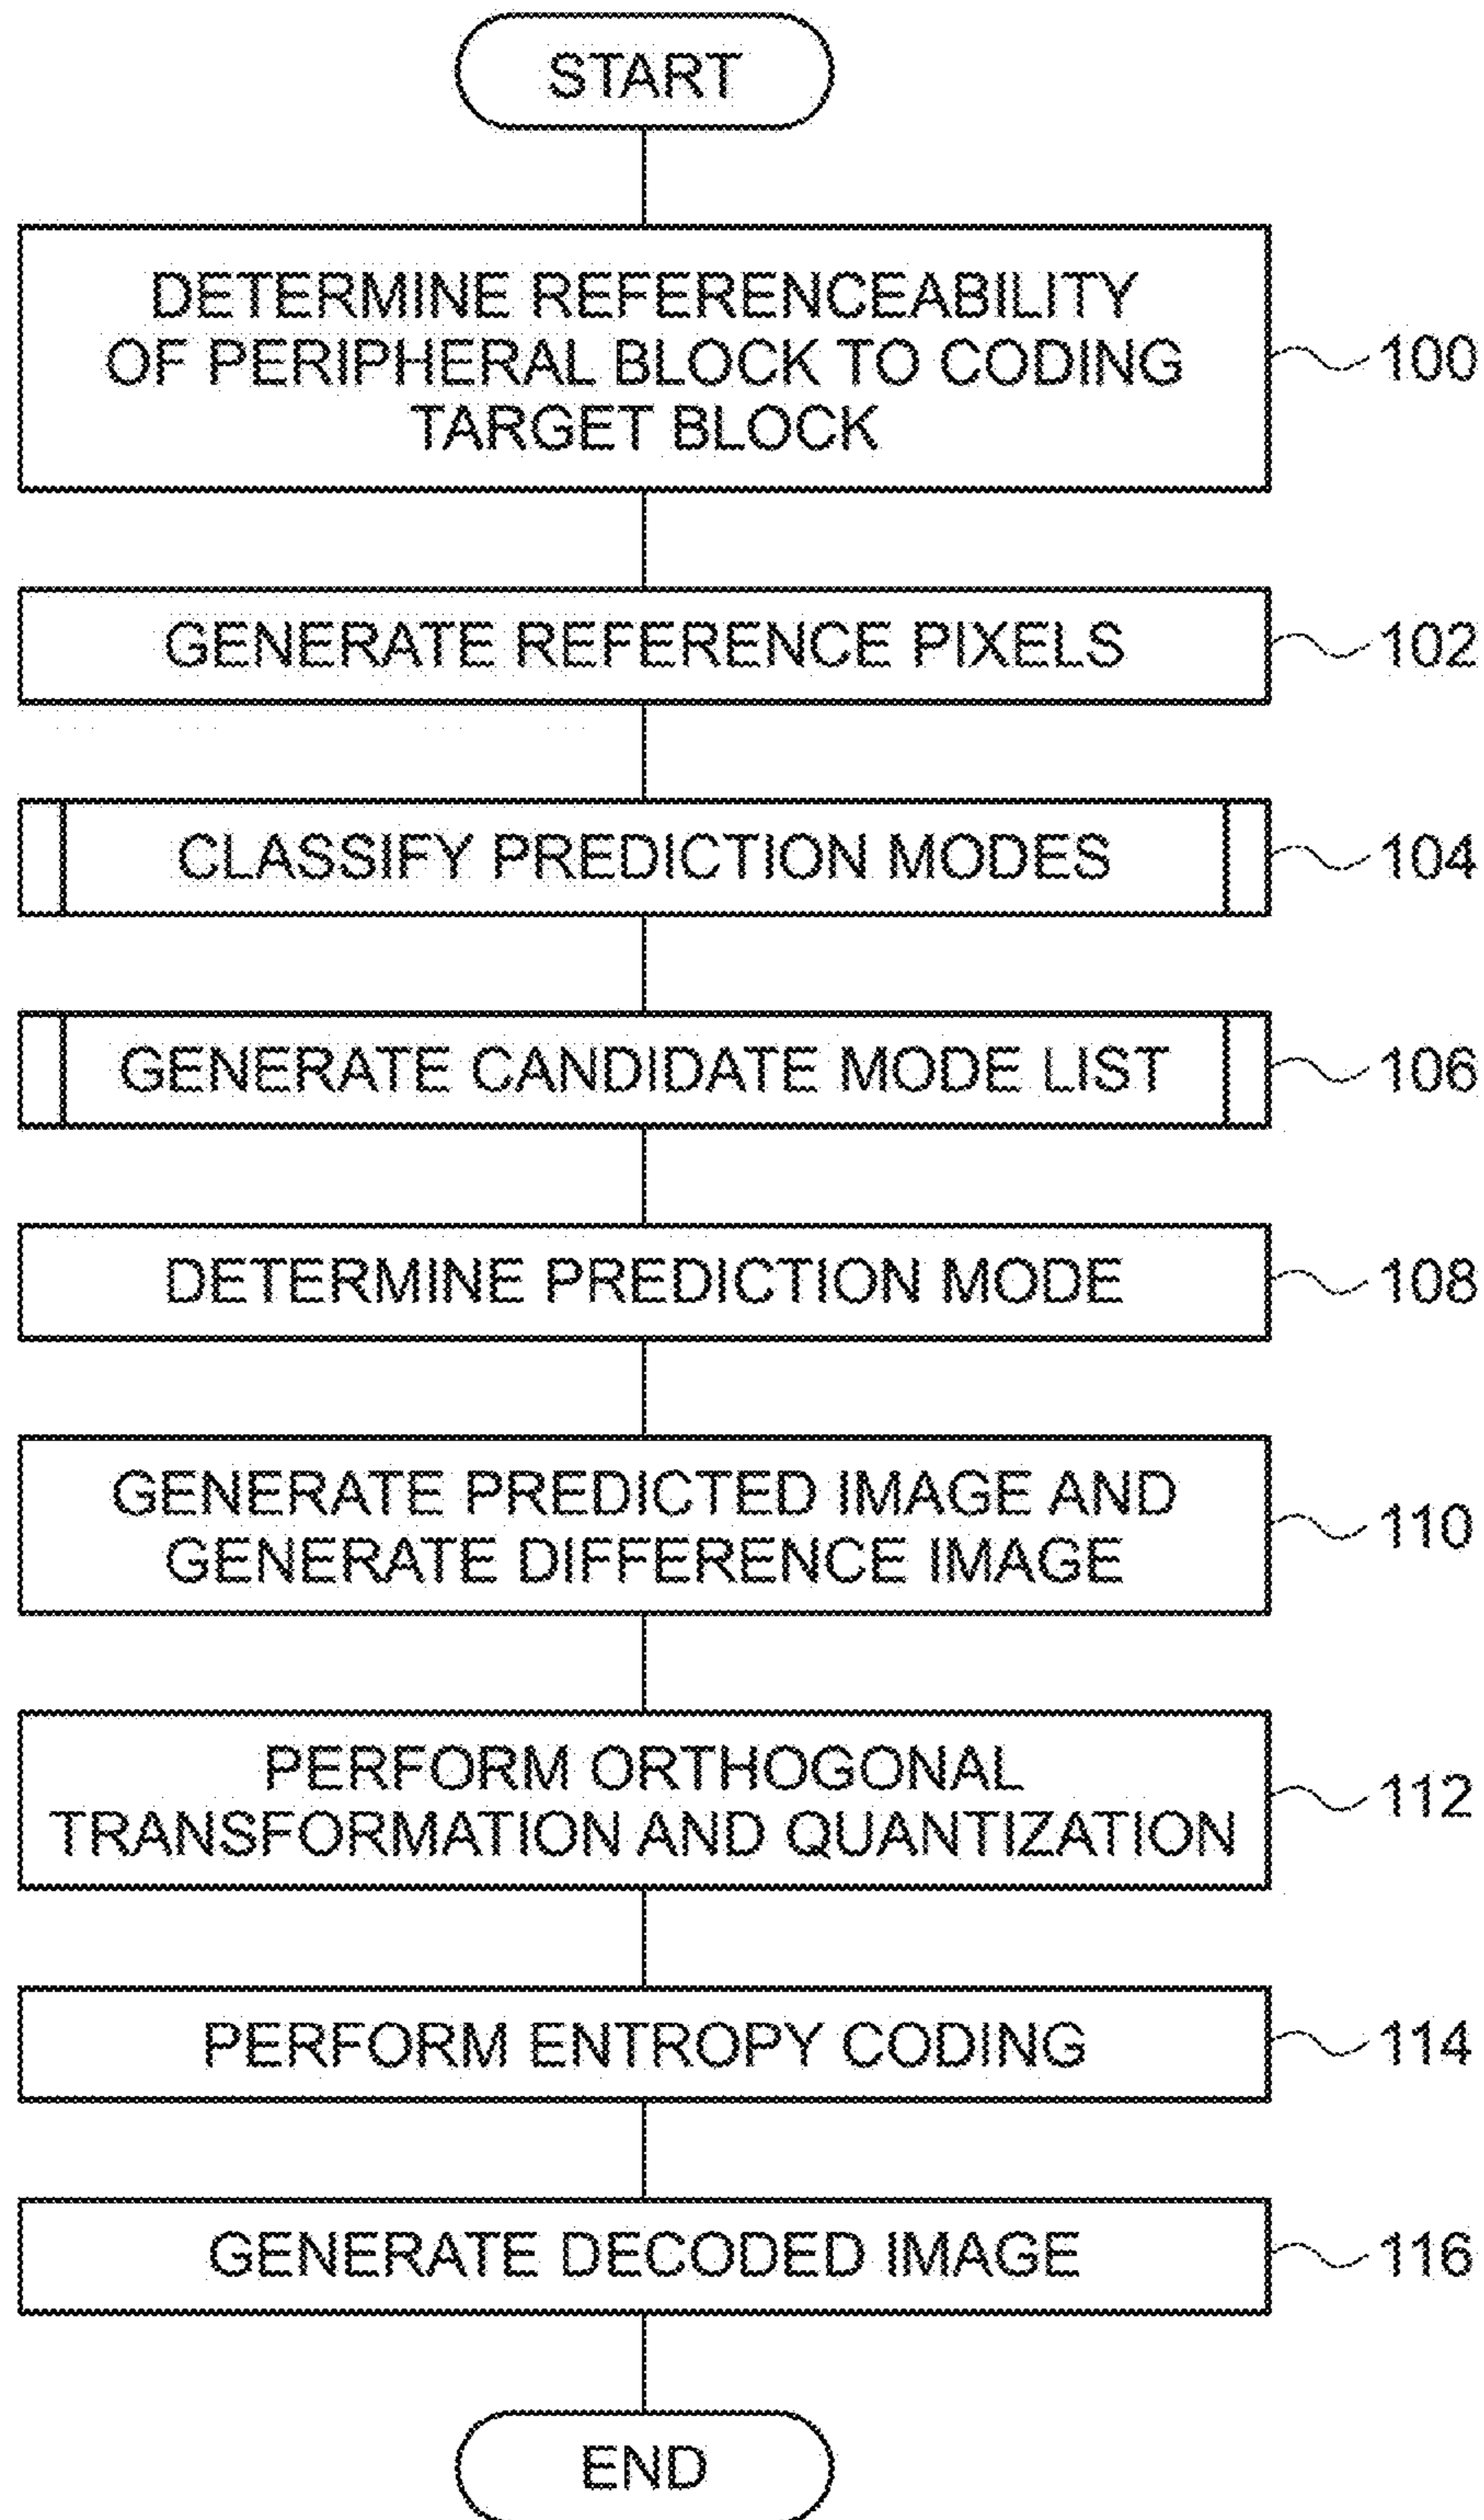 START
DETERMINE REFERENCEABILITY
OF PERIPHERAL BLOCK TO CODING
TARGET BLOCK
100
GENERATE REFERENCE PIXELS
102
CLASSIFY PREDICTION MODES
104
GENERATE CANDIDATE MODE LIST
106
DETERMINE PREDICTION MODE
108
GENERATE PREDICTED IMAGE AND
GENERATE DIFFERENCE IMAGE
110
PERFORM ORTHOGONAL
TRANSFORMATION AND QUANTIZATION
112
PERFORM ENTROPY CODING
114
GENERATE DECODED IMAGE
116
END